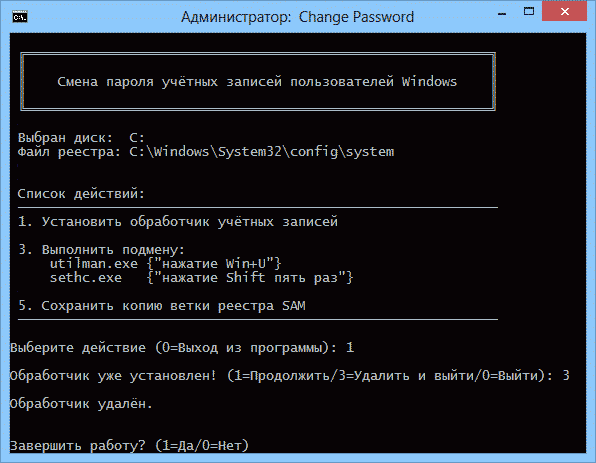 Администратор: Change Password
Смена пароля учётных записей пользователей Windows
Выбран диск: C:
Файл реестра: C:\Windows\System32\config\system
Список действий:
1. Установить обработчик учётных записей
3. Выполнить подмену:
utilman.exe {"нажатие Win+U"}
sethc.exe {"нажатие Shift пять раз"}
5. Сохранить копию ветки реестра SAM
Выберите действие (0=Выход из программы): 1
Обработчик уже установлен! (1=Продолжить/3=Удалить и выйти/0=Выйти): 3
Обработчик удалён.
Завершить работу? (1=Да/0=Нет)